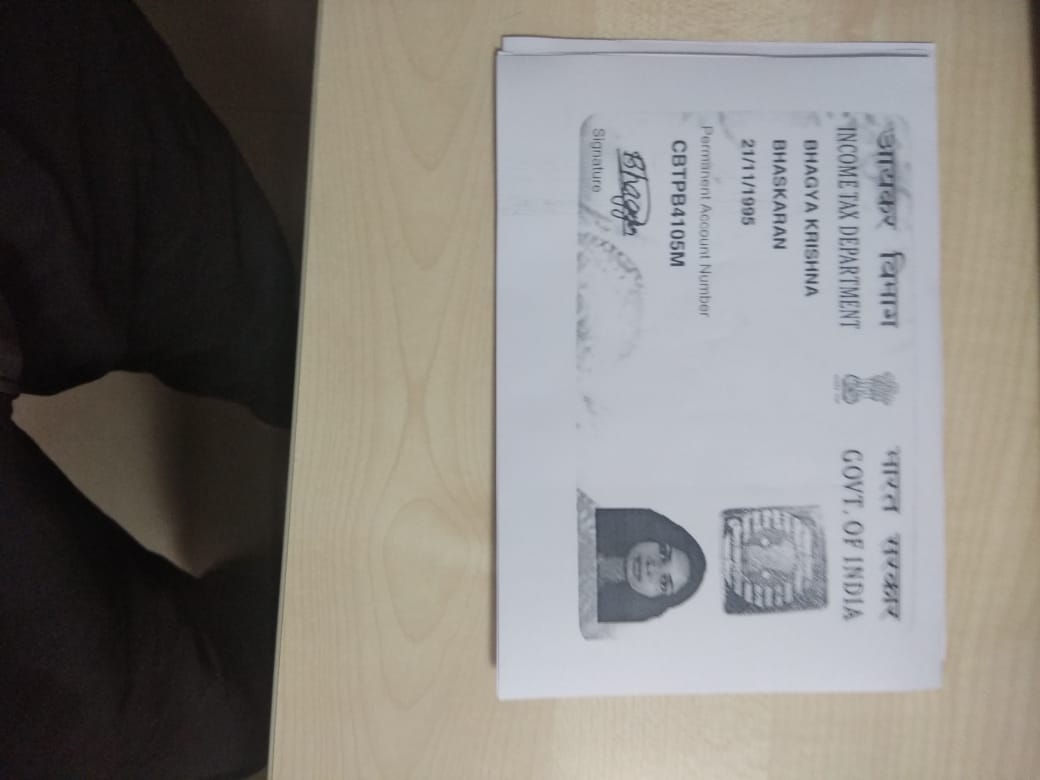 आयकर विभाग
भारत सरकार
INCOME TAX DEPARTMENT
GOVT. OF INDIA
BHAGYA KRISHNA
BHASKARAN
21/11/1995
Permanent Account Number
CBTPB4105M
Bhagya
Signature